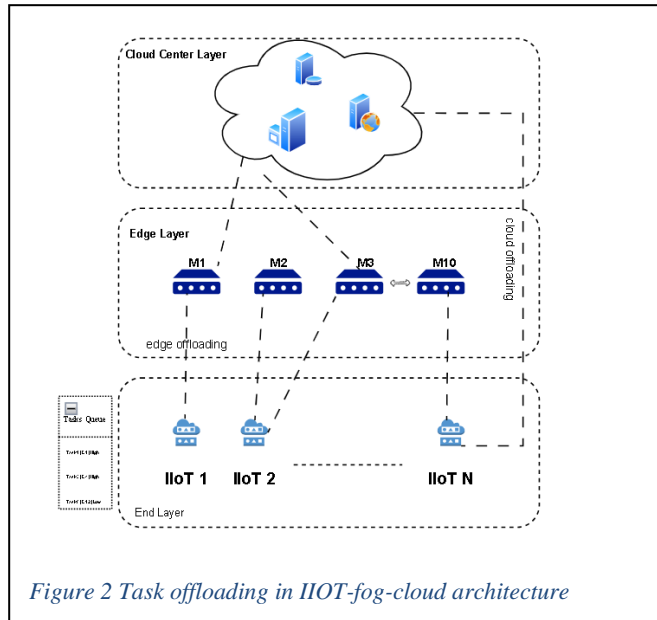 Cloud Center Layer
Edge Layer
M1
M2
M3
M10
cloud offloading
edge offloading
Tasks Queue
IIoT 1
IIoT 2
IIoT N
End Layer
Figure 2 Task offloading in IIOT-fog-cloud architecture